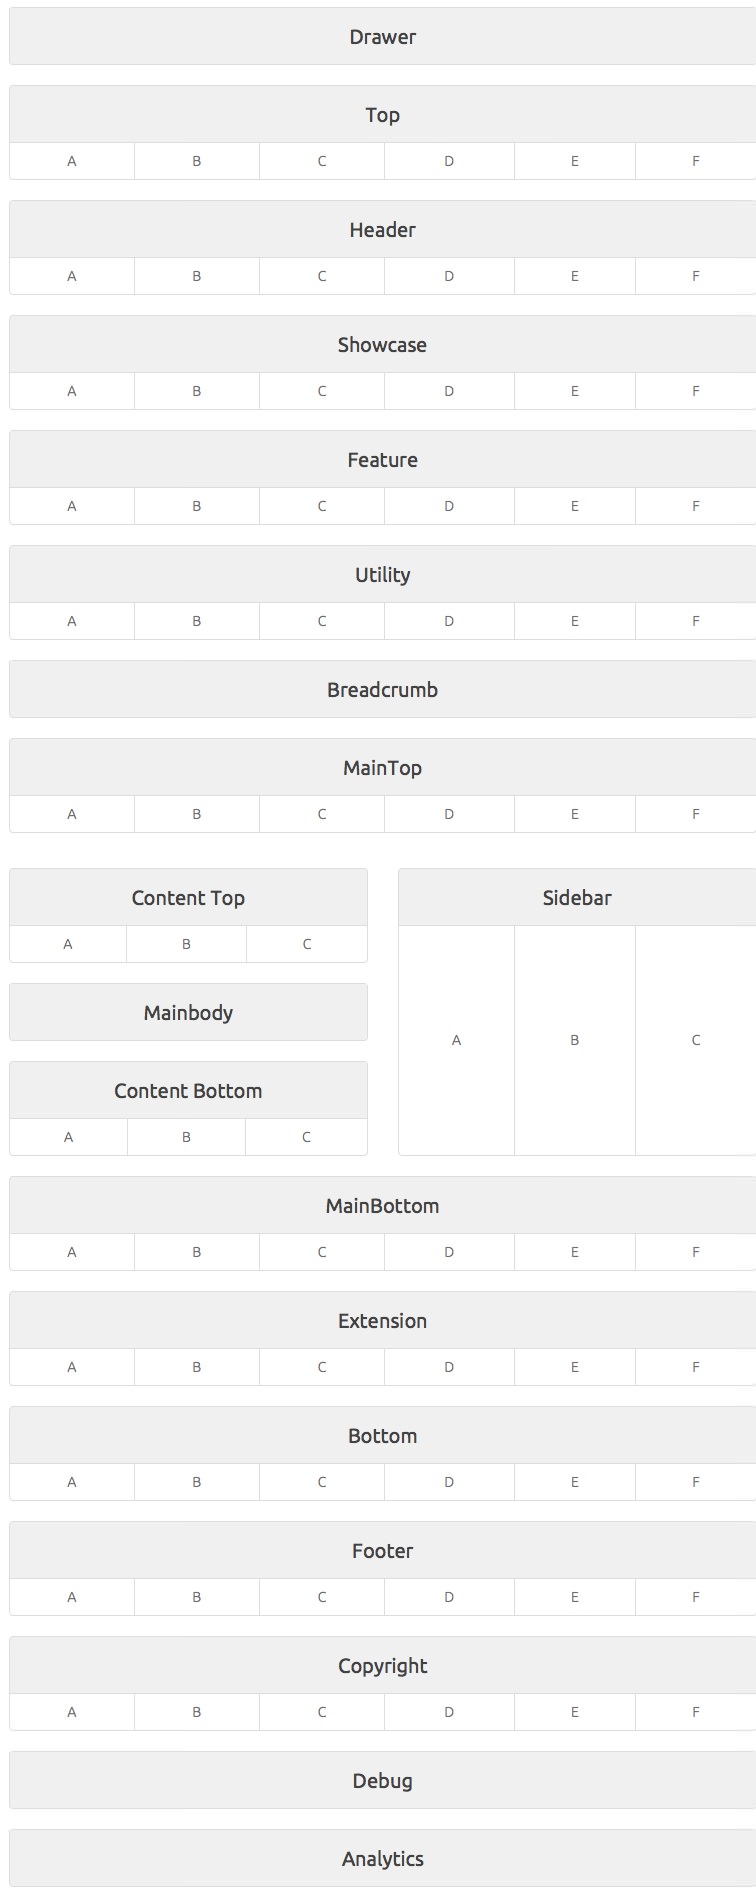 Drawer
Top
A B C D E F
Header
A B C D E F
Showcase
A B C D E F
Feature
A B C D E F
Utility
A B C D E F
Breadcrumb
MainTop
A B C D E F
Content Top
A B C
Mainbody
Content Bottom
A B C
Sidebar
A B C
MainBottom
A B C D E F
Extension
A B C D E F
Bottom
A B C D E F
Footer
A B C D E F
Copyright
A B C D E F
Debug
Analytics